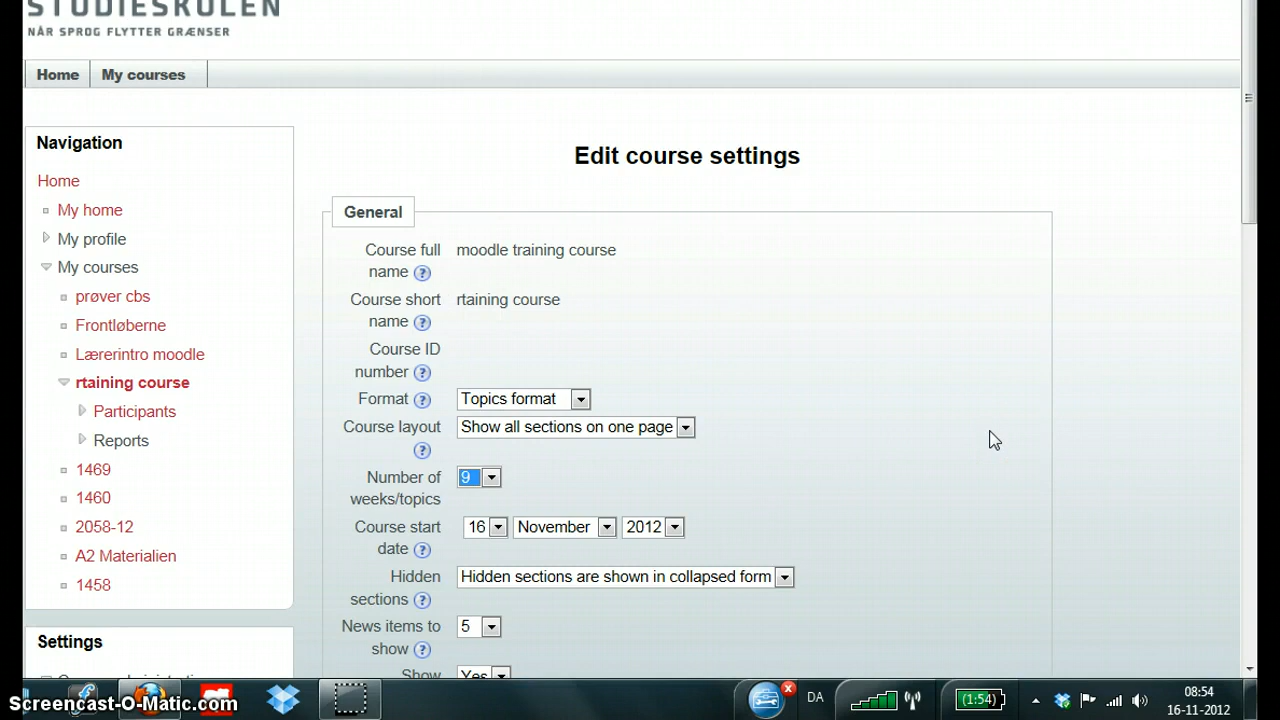 STUDIESKOLEN
NÅR SPROG FLYTTER GRÆNSER
Home
My courses
Navigation
Home
My home
My profile
My courses
prøver cbs
Frontløberne
Lærerintro moodle
rtaining course
Participants
Reports
1469
1460
2058-12
A2 Materialien
1458
Settings
Edit course settings
General
Course full name ? moodle training course
Course short name ? rtaining course
Course ID number ?
Format ? Topics format
Course layout ? Show all sections on one page
Number of weeks/topics 9
Course start date ? 16 November 2012
Hidden sections ? Hidden sections are shown in collapsed form
News items to show ? 5
Show Yes
Screencast-O-Matic.com
DA
(1:54)
08:54
16-11-2012